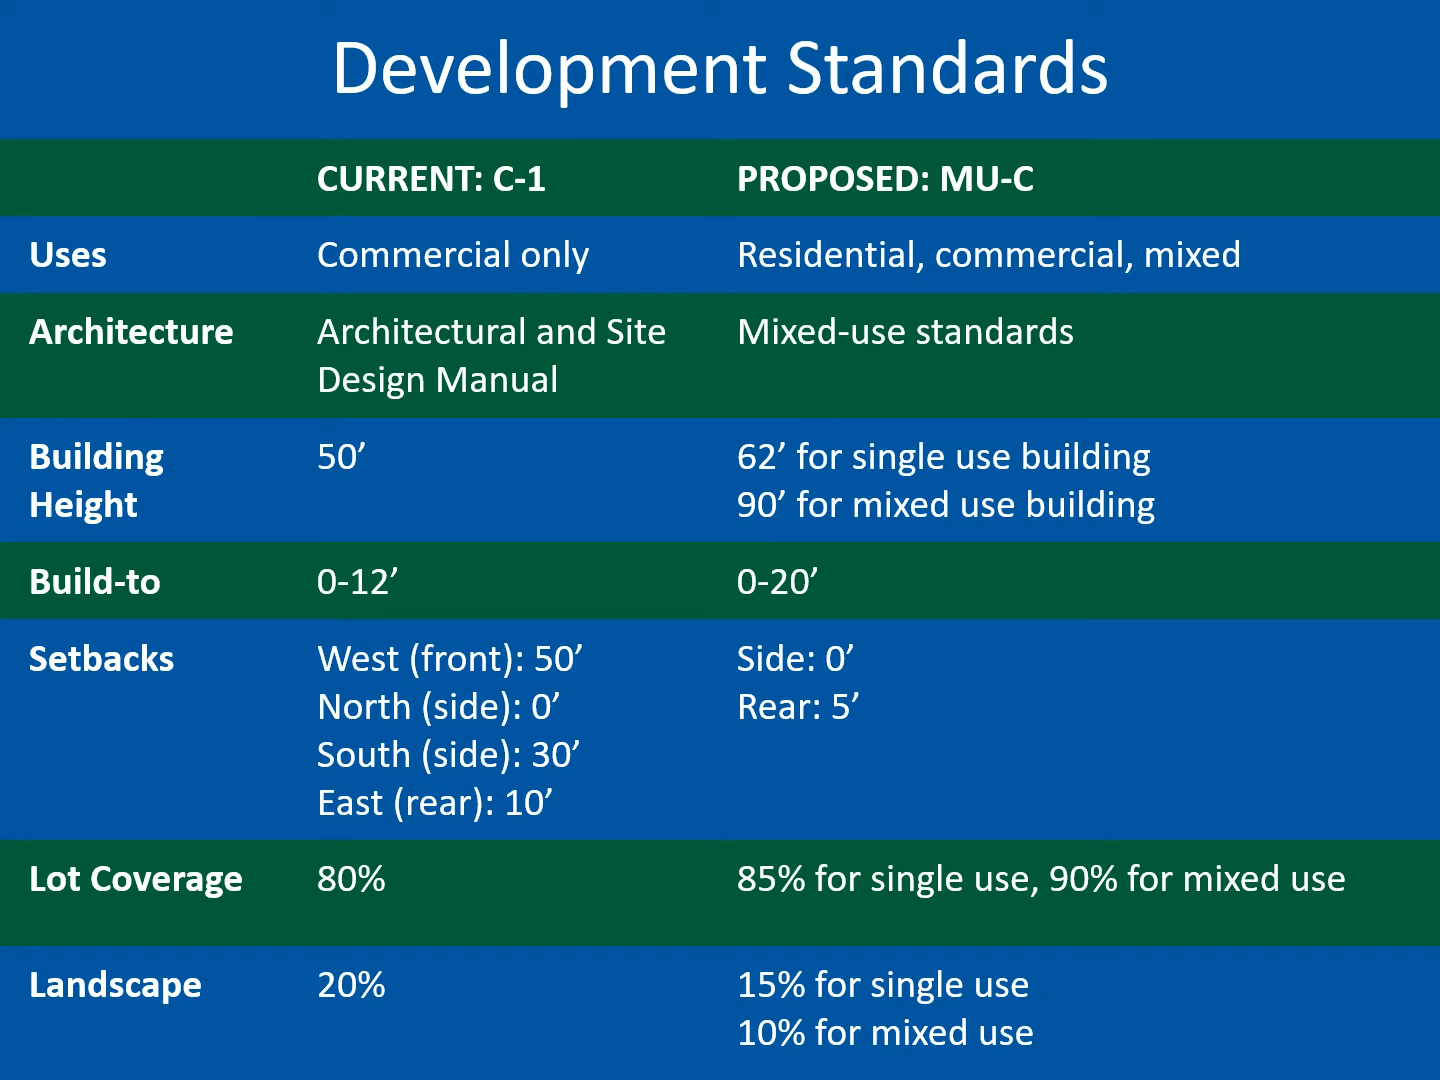 Development Standards
CURRENT: C-1 PROPOSED: MU-C
Uses Commercial only Residential, commercial, mixed
Architecture Architectural and Site Mixed-use standards
Design Manual
Building 50’ 62’ for single use building
Height 90’ for mixed use building
Build-to 0-12’ 0-20’
Setbacks West (front): 50’ Side: 0’
North (side): 0’ Rear: 5’
South (side): 30’
East (rear): 10’
Lot Coverage 80% 85% for single use, 90% for mixed use
Landscape 20% 15% for single use
10% for mixed use